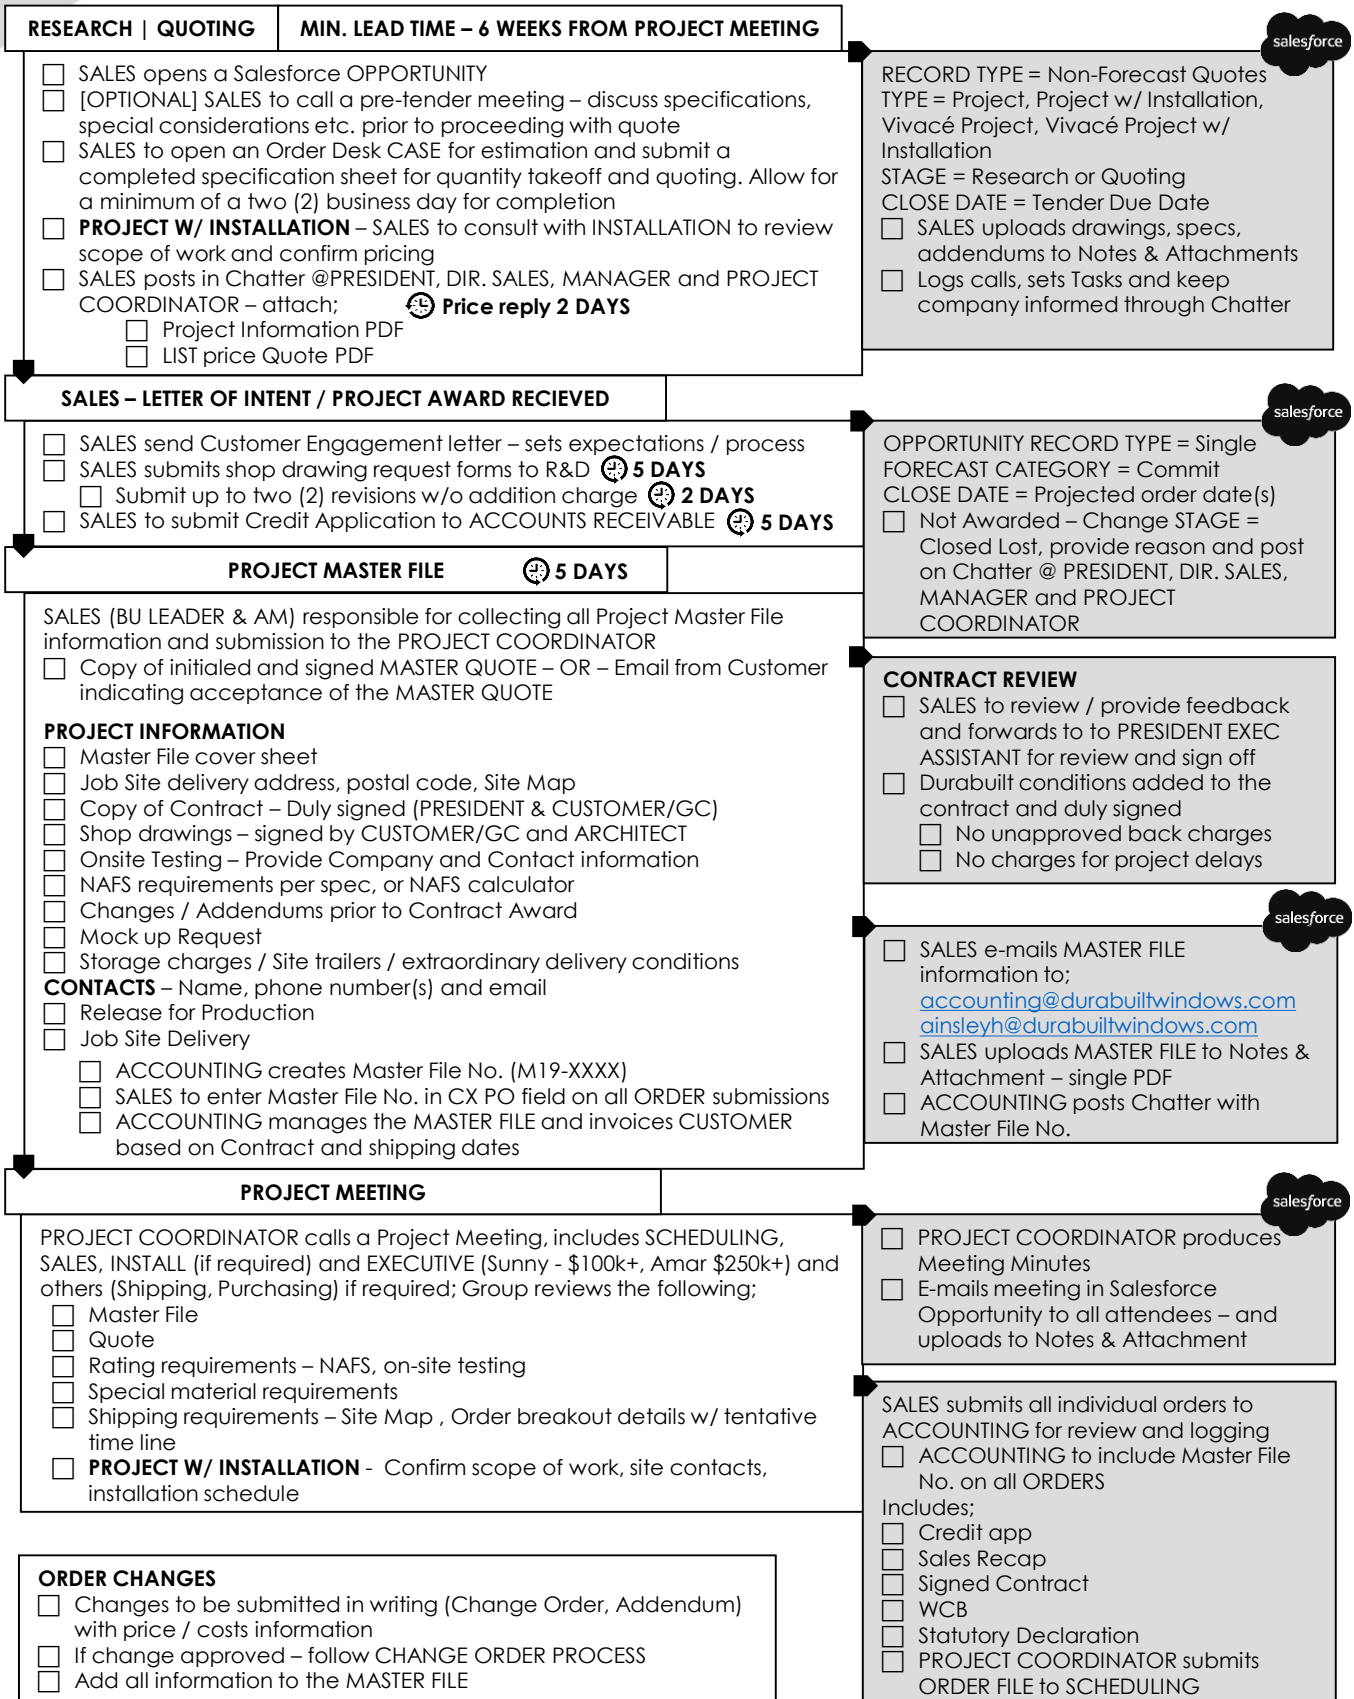 RESEARCH | QUOTING
MIN. LEAD TIME – 6 WEEKS FROM PROJECT MEETING
SALES opens a Salesforce OPPORTUNITY
[OPTIONAL] SALES to call a pre-tender meeting – discuss specifications,
special considerations etc. prior to proceeding with quote
SALES to open an Order Desk CASE for estimation and submit a
completed specification sheet for quantity takeoff and quoting. Allow for
a minimum of a two (2) business day for completion
PROJECT W/ INSTALLATION – SALES to consult with INSTALLATION to review
scope of work and confirm pricing
SALES posts in Chatter @PRESIDENT, DIR. SALES, MANAGER and PROJECT
COORDINATOR – attach; Price reply 2 DAYS
Project Information PDF
LIST price Quote PDF
salesforce
RECORD TYPE = Non-Forecast Quotes
TYPE = Project, Project w/ Installation,
Vivacé Project, Vivacé Project w/
Installation
STAGE = Research or Quoting
CLOSE DATE = Tender Due Date
SALES uploads drawings, specs,
addendums to Notes & Attachments
Logs calls, sets Tasks and keep
company informed through Chatter
SALES – LETTER OF INTENT / PROJECT AWARD RECIEVED
SALES send Customer Engagement letter – sets expectations / process
SALES submits shop drawing request forms to R&D 5 DAYS
Submit up to two (2) revisions w/o addition charge 2 DAYS
SALES to submit Credit Application to ACCOUNTS RECEIVABLE 5 DAYS
salesforce
OPPORTUNITY RECORD TYPE = Single
FORECAST CATEGORY = Commit
CLOSE DATE = Projected order date(s)
Not Awarded – Change STAGE =
Closed Lost, provide reason and post
on Chatter @ PRESIDENT, DIR. SALES,
MANAGER and PROJECT
COORDINATOR
PROJECT MASTER FILE 5 DAYS
SALES (BU LEADER & AM) responsible for collecting all Project Master File
information and submission to the PROJECT COORDINATOR
Copy of initialed and signed MASTER QUOTE – OR – Email from Customer
indicating acceptance of the MASTER QUOTE
PROJECT INFORMATION
Master File cover sheet
Job Site delivery address, postal code, Site Map
Copy of Contract – Duly signed (PRESIDENT & CUSTOMER/GC)
Shop drawings – signed by CUSTOMER/GC and ARCHITECT
Onsite Testing – Provide Company and Contact information
NAFS requirements per spec, or NAFS calculator
Changes / Addendums prior to Contract Award
Mock up Request
Storage charges / Site trailers / extraordinary delivery conditions
CONTACTS – Name, phone number(s) and email
Release for Production
Job Site Delivery
ACCOUNTING creates Master File No. (M19-XXXX)
SALES to enter Master File No. in CX PO field on all ORDER submissions
ACCOUNTING manages the MASTER FILE and invoices CUSTOMER
based on Contract and shipping dates
CONTRACT REVIEW
SALES to review / provide feedback
and forwards to to PRESIDENT EXEC
ASSISTANT for review and sign off
Durabuilt conditions added to the
contract and duly signed
No unapproved back charges
No charges for project delays
salesforce
SALES e-mails MASTER FILE
information to;
accounting@durabuiltwindows.com
ainsleyh@durabuiltwindows.com
SALES uploads MASTER FILE to Notes &
Attachment – single PDF
ACCOUNTING posts Chatter with
Master File No.
PROJECT MEETING
PROJECT COORDINATOR calls a Project Meeting, includes SCHEDULING,
SALES, INSTALL (if required) and EXECUTIVE (Sunny - $100k+, Amar $250k+) and
others (Shipping, Purchasing) if required; Group reviews the following;
Master File
Quote
Rating requirements – NAFS, on-site testing
Special material requirements
Shipping requirements – Site Map , Order breakout details w/ tentative
time line
PROJECT W/ INSTALLATION - Confirm scope of work, site contacts,
installation schedule
salesforce
PROJECT COORDINATOR produces
Meeting Minutes
E-mails meeting in Salesforce
Opportunity to all attendees – and
uploads to Notes & Attachment
SALES submits all individual orders to
ACCOUNTING for review and logging
ACCOUNTING to include Master File
No. on all ORDERS
Includes;
Credit app
Sales Recap
Signed Contract
WCB
Statutory Declaration
PROJECT COORDINATOR submits
ORDER FILE to SCHEDULING
ORDER CHANGES
Changes to be submitted in writing (Change Order, Addendum)
with price / costs information
If change approved – follow CHANGE ORDER PROCESS
Add all information to the MASTER FILE